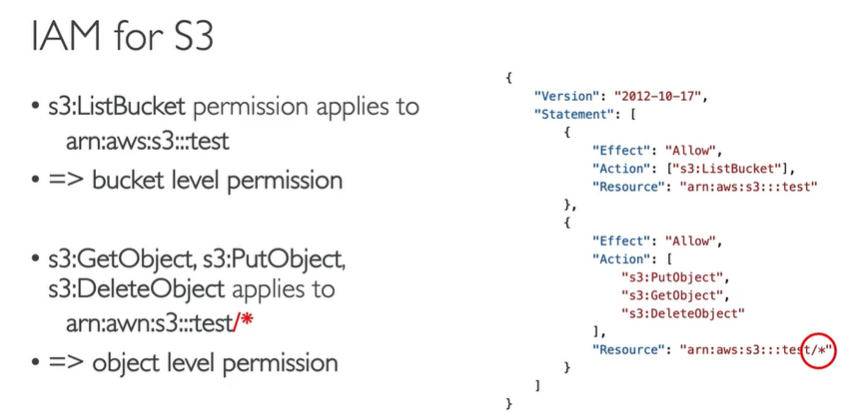 IAM for S3
• s3:ListBucket permission applies to
arn:aws:s3:::test
• => bucket level permission
• s3:GetObject, s3:PutObject,
s3:DeleteObject applies to
arn:awn:s3:::test/*
• => object level permission
{
"Version": "2012-10-17",
"Statement": [
{
"Effect": "Allow",
"Action": ["s3:ListBucket"],
"Resource": "arn:aws:s3:::test"
},
{
"Effect": "Allow",
"Action": [
"s3:PutObject",
"s3:GetObject",
"s3:DeleteObject"
],
"Resource": "arn:aws:s3:::test/*"
}
]
}